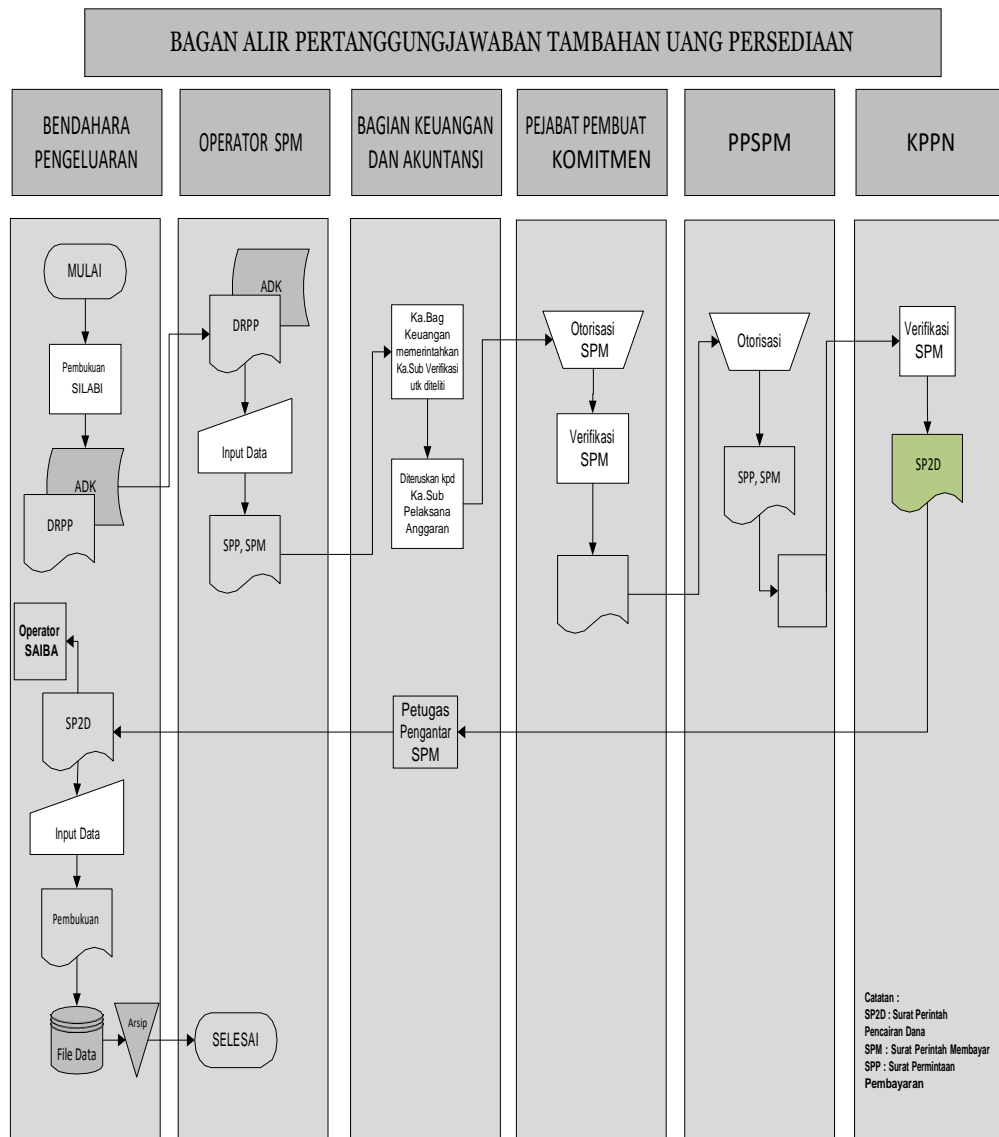 BAGAN ALIR PERTANGGUNGJAWABAN TAMBAHAN UANG PERSEDIAAN
BENDAHARA
PENGELUARAN
OPERATOR SPM
BAGIAN KEUANGAN
DAN AKUNTANSI
PEJABAT PEMBUAT
KOMITMEN
PPSPM
KPPN
MULAI
Pembukuan
SILABI
ADK
DRPP
Operator
SAIBA
SP2D
Input Data
Pembukuan
File Data
Arsip
ADK
DRPP
Input Data
SPP, SPM
SELESAI
Ka.Bag
Keuangan
memerintahkan
Ka.Sub Verifikasi
utk diteliti
Diteruskan kpd
Ka.Sub
Pelaksana
Anggaran
Petugas
Pengantar
SPM
Otorisasi
SPM
Verifikasi
SPM
Otorisasi
SPP, SPM
Verifikasi
SPM
SP2D
Catatan :
SP2D : Surat Perintah
Pencairan Dana
SPM : Surat Perintah Membayar
SPP : Surat Permintaan
Pembayaran